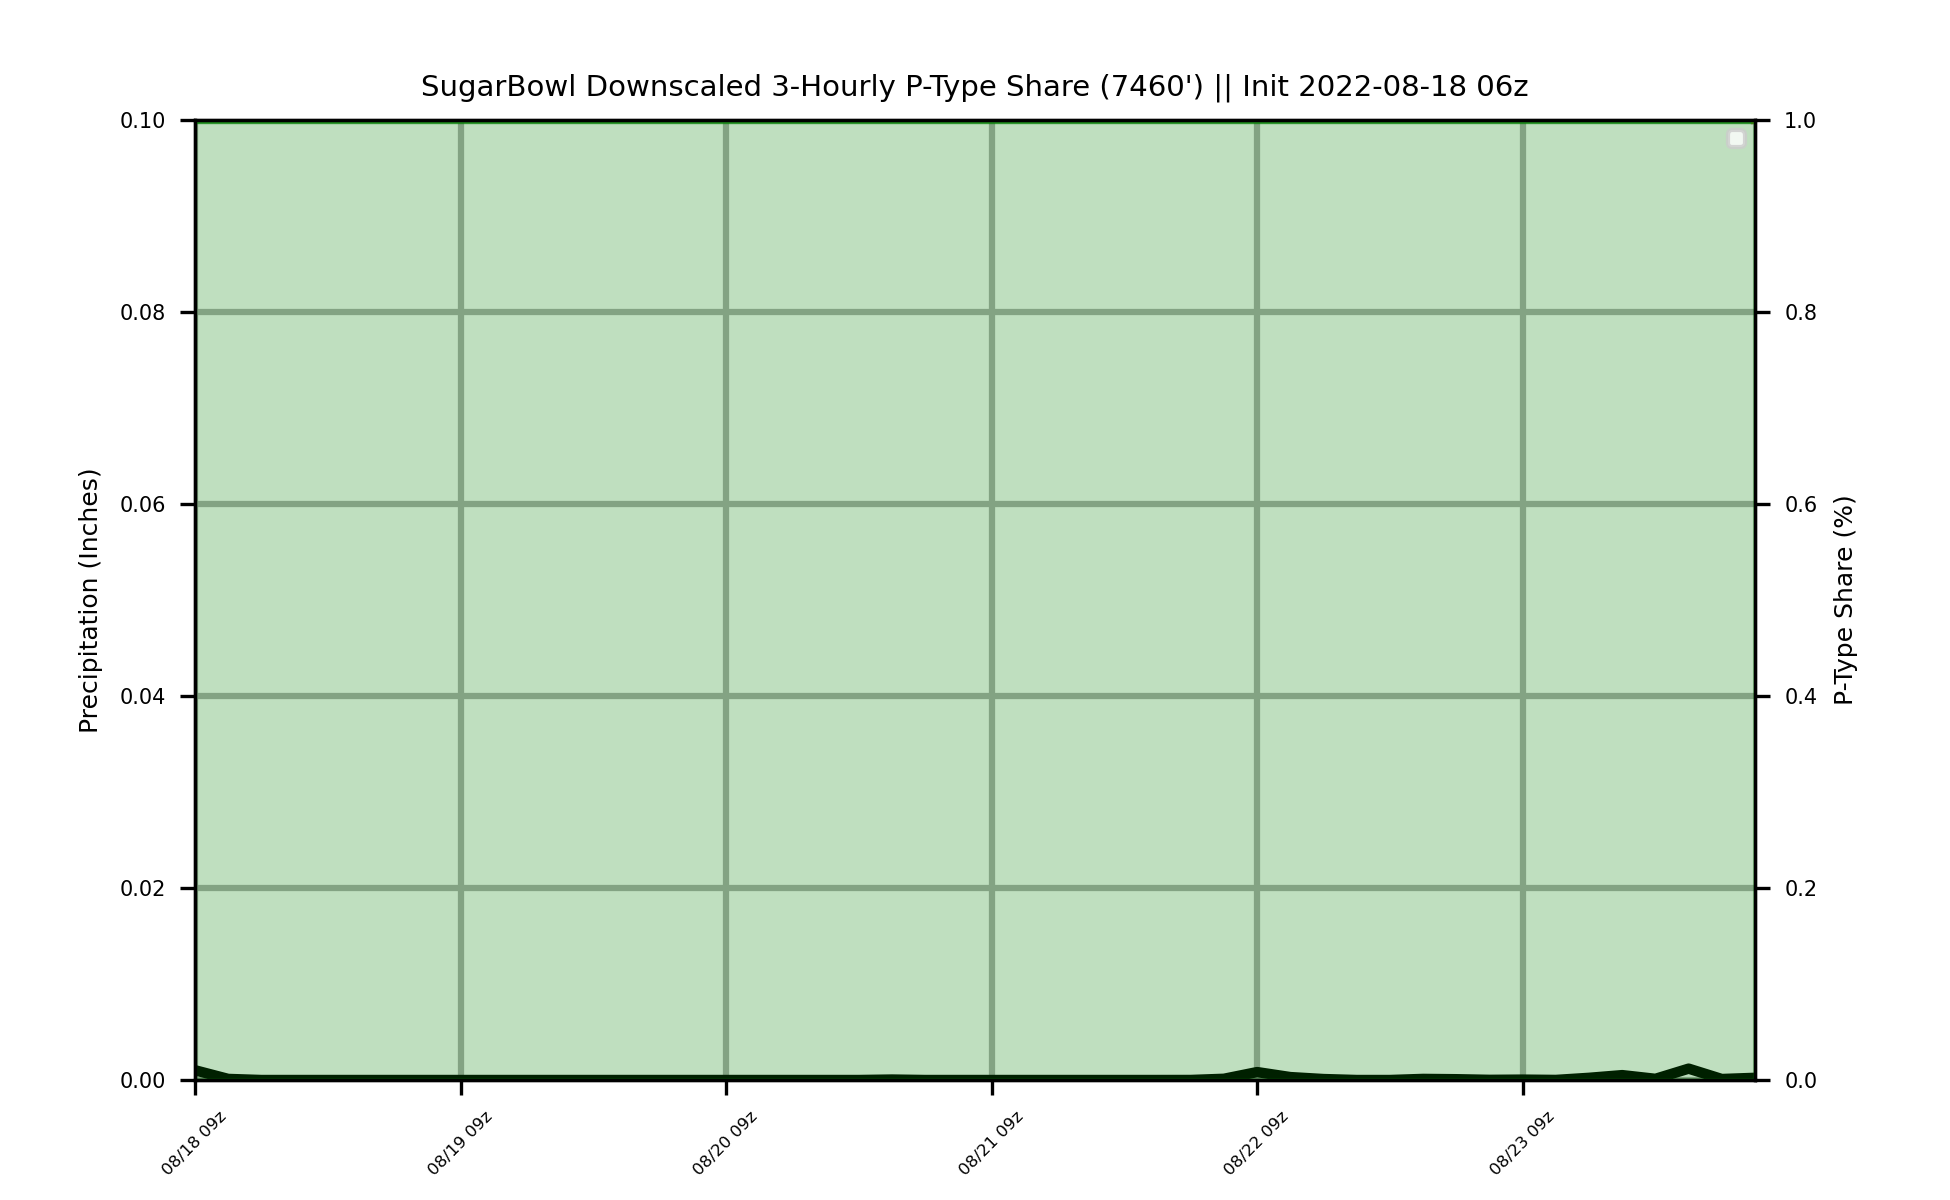 SugarBowl Downscaled 3-Hourly P-Type Share (7460') || Init 2022-08-18 06z
0.10
0.08
0.06
0.04
0.02
0.00
Precipitation (Inches)
1.0
0.8
0.6
0.4
0.2
0.0
P-Type Share (%)
08/18 09z
08/19 09z
08/20 09z
08/21 09z
08/22 09z
08/23 09z